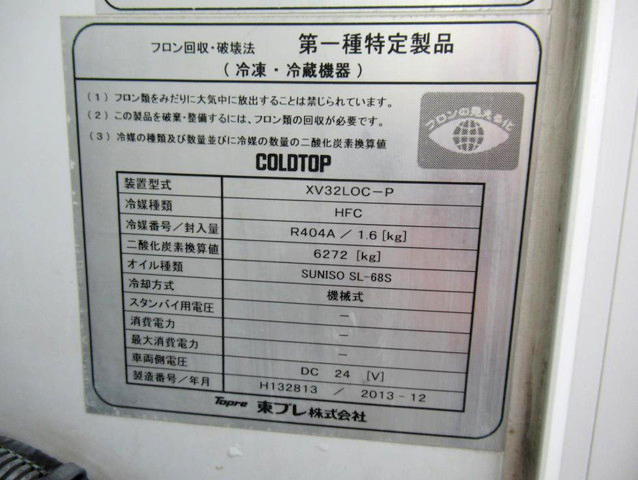 フロン回収・破壊法　第一種特定製品
（冷凍・冷蔵機器）
（1）フロン類をみだりに大気中に放出することは禁じられています。
（2）この製品を廃棄・整備するには、フロン類の回収が必要です。
（3）冷媒の種類及び数量並びに冷媒の数量の二酸化炭素換算値
フロンの見える化
COLDTOP
装置型式　XV32LOC-P
冷媒種類　HFC
冷媒番号/封入量　R404A / 1.6 [kg]
二酸化炭素換算値　6272 [kg]
オイル種類　SUNISO SL-68S
冷却方式　機械式
スタンバイ用電圧　－
消費電力　－
最大消費電力　－
車両側電圧　DC 24 [V]
製造番号/年月　H132813 / 2013-12
Topre 東プレ株式会社